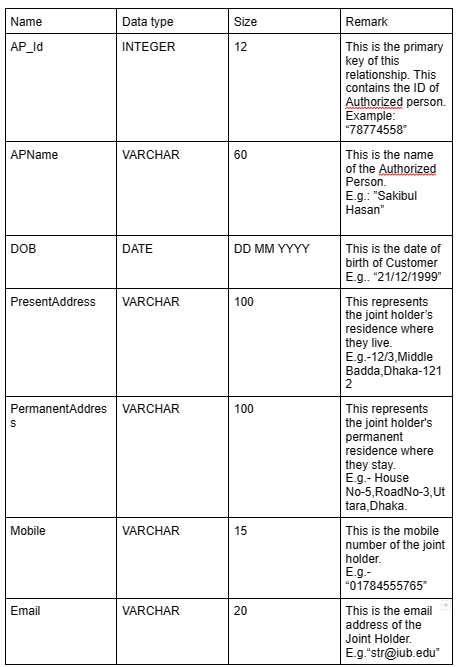 Name Data type Size Remark
AP_Id INTEGER 12 This is the primary
key of this
relationship. This
contains the ID of
Authorized person.
Example:
“78774558”
APName VARCHAR 60 This is the name
of the Authorized
Person.
E.g.: ”Sakibul
Hasan”
DOB DATE DD MM YYYY This is the date of
birth of Customer
E.g.. “21/12/1999”
PresentAddress VARCHAR 100 This represents
the joint holder’s
residence where
they live.
E.g.-12/3,Middle
Badda,Dhaka-121
2
PermanentAddres VARCHAR 100 This represents
s the joint holder's
permanent
residence where
they stay.
E.g.- House
No-5,RoadNo-3,Ut
tara,Dhaka.
Mobile VARCHAR 15 This is the mobile
number of the joint
holder.
E.g.-
“01784555765”
Email VARCHAR 20 This is the email
address of the
Joint Holder.
E.g.“str@iub.edu”